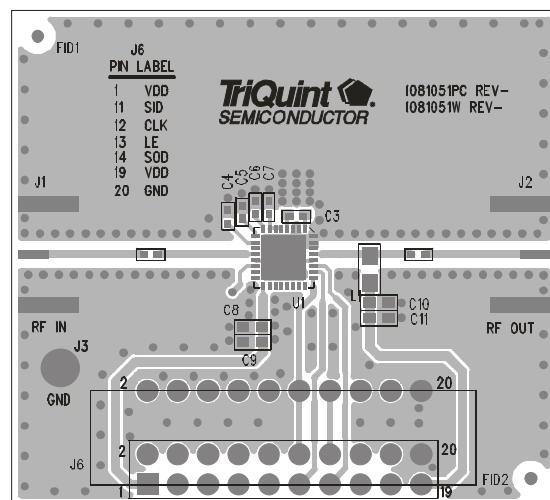 FID1
J6
PIN LABEL
1 VDD
11 SID
12 CLK
13 LE
14 SOD
19 VDD
20 GND
TriQuint
SEMICONDUCTOR
1081051PC REV-
1081051W REV-
J1
J2
C4
C5
C6
C7
C3
U1
L1
C10
C11
C8
C9
RF IN
RF OUT
J3
GND
2
20
2
20
J6
1
19
FID2